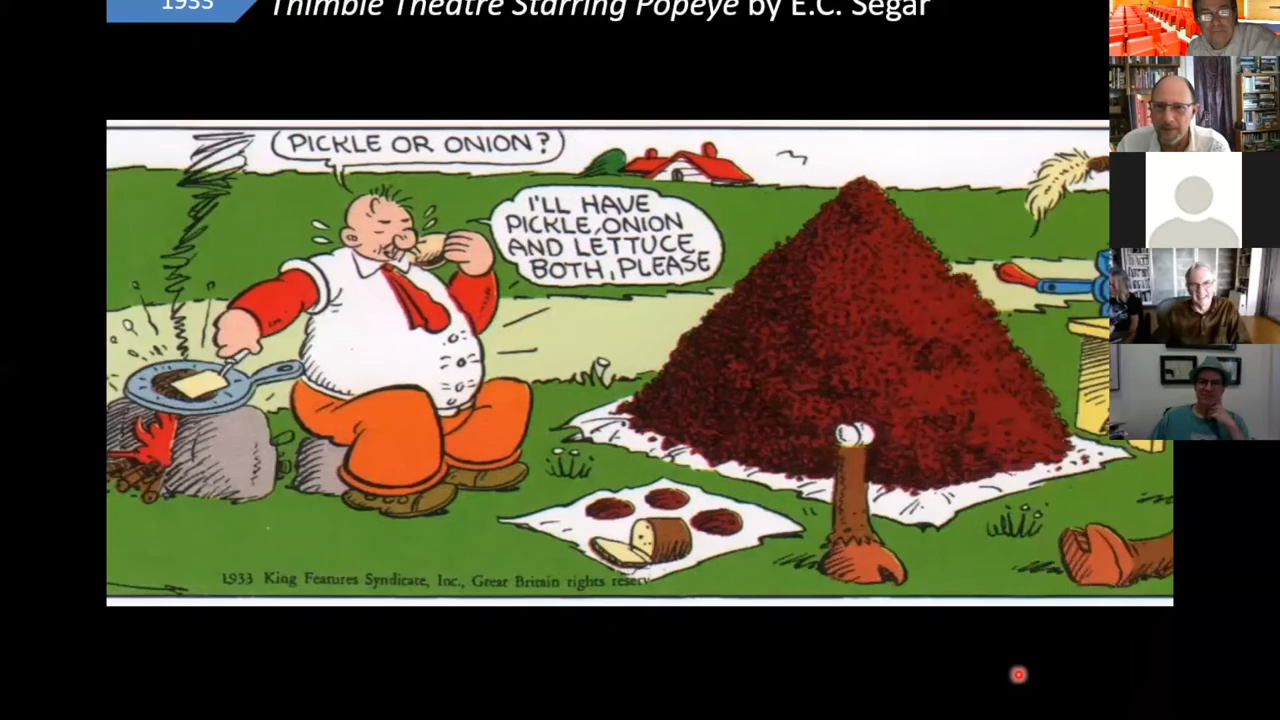 1933
Thimble Theatre Starring Popeye by E.C. Segar
PICKLE OR ONION?
I'LL HAVE
PICKLE, ONION
AND LETTUCE
BOTH, PLEASE
1933 King Features Syndicate, Inc., Great Britain rights reserv